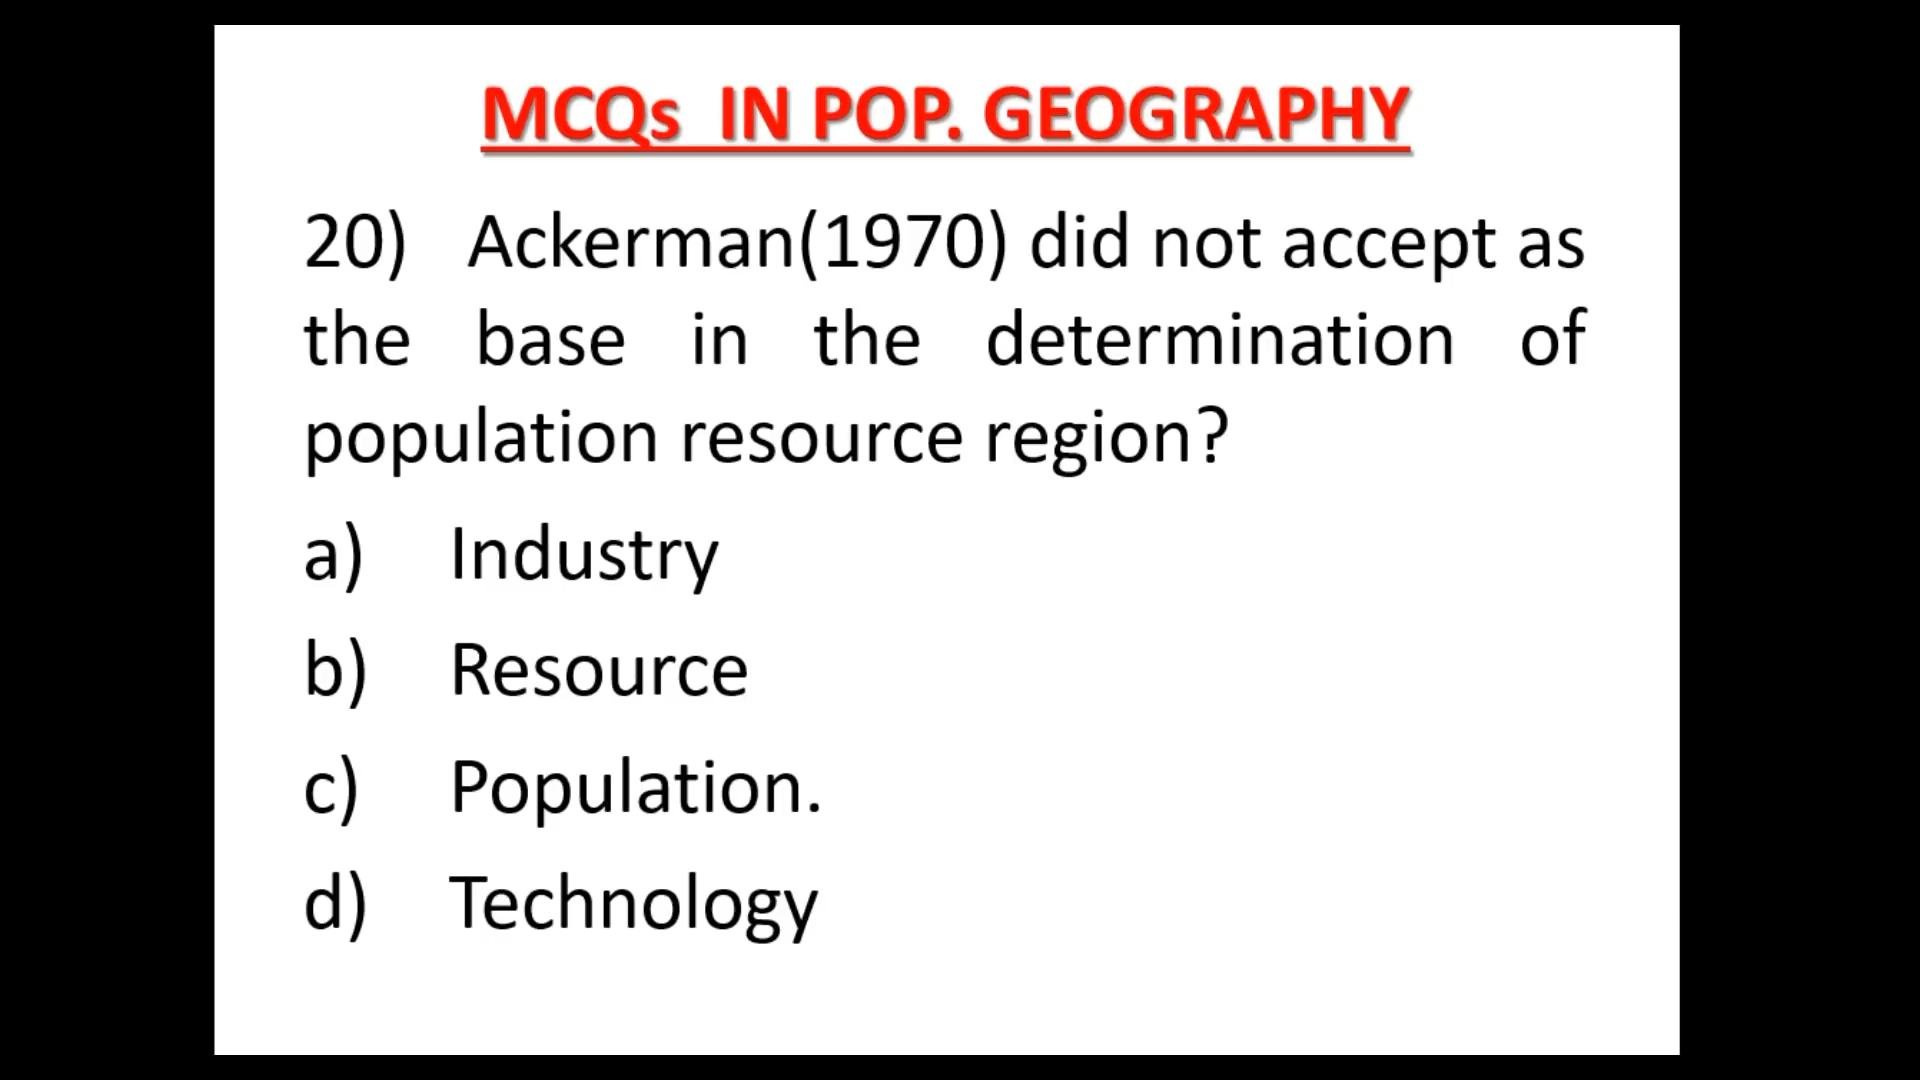 MCQs IN POP. GEOGRAPHY
20) Ackerman(1970) did not accept as
the base in the determination of
population resource region?
a) Industry
b) Resource
c) Population.
d) Technology